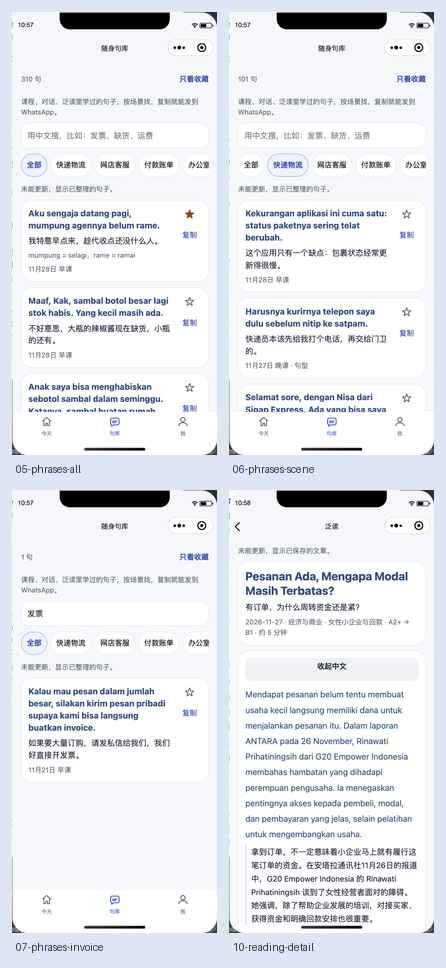 10:57
随身句库
310 句
只看收藏
课程、对话、泛读里学过的句子，按场景找，复制就能发到
WhatsApp。
用中文搜，比如：发票、缺货、运费
全部
快递物流
网店客服
付款账单
办公室
未能更新，显示已整理的句子。
Aku sengaja datang pagi,
mumpung agennya belum rame.
复制
我特意早点来，趁代收点还没什么人。
mumpung = selagi，rame = ramai
11月28日 早课
Maaf, Kak, sambal botol besar lagi
stok habis. Yang kecil masih ada.
复制
不好意思，大瓶的辣椒酱现在缺货，小瓶
的还有。
11月28日 早课
Anak saya bisa menghabiskan
sebotol sambal dalam seminggu.
复制
Katanya, sambal buatan rumah
今天
句库
我
05-phrases-all
10:57
随身句库
101 句
只看收藏
课程、对话、泛读里学过的句子，按场景找，复制就能发到
WhatsApp。
用中文搜，比如：发票、缺货、运费
全部
快递物流
网店客服
付款账单
办公室
未能更新，显示已整理的句子。
Kekurangan aplikasi ini cuma satu:
status paketnya sering telat
berubah.
复制
这个应用只有一个缺点：包裹状态经常更
新得很慢。
11月28日 早课
Harusnya kurirnya telepon saya
dulu sebelum nitip ke satpam.
复制
快递员本该先给我打个电话，再交给门卫
的。
11月27日 晚课 · 句型
Selamat sore, dengan Nisa dari
Sigap Express. Ada yang bisa saya
复制
今天
句库
我
06-phrases-scene
10:57
随身句库
1 句
只看收藏
课程、对话、泛读里学过的句子，按场景找，复制就能发到
WhatsApp。
发票
全部
快递物流
网店客服
付款账单
办公室
未能更新，显示已整理的句子。
Kalau mau pesan dalam jumlah
besar, silakan kirim pesan pribadi
supaya kami bisa langsung
buatkan invoice.
复制
如果要大量订购，请发私信给我们，我们
好直接开发票。
11月21日 早课
今天
句库
我
07-phrases-invoice
10:58
泛读
未能更新，显示已保存的文章。
Pesanan Ada, Mengapa Modal
Masih Terbatas?
有订单，为什么周转资金还是紧？
2026-11-27 · 经济与商业 · 女性小企业与回款 · A2+ →
B1 · 约 5 分钟
收起中文
Mendapat pesanan belum tentu membuat
usaha kecil langsung memiliki dana untuk
menjalankan pesanan itu. Dalam laporan
ANTARA pada 26 November, Rinawati
Prihatiningsih dari G20 Empower Indonesia
membahas hambatan yang dihadapi
perempuan pengusaha. Ia menegaskan
pentingnya akses kepada pembeli, modal,
dan pembayaran yang jelas, selain pelatihan
untuk mengembangkan usaha.
拿到订单，不一定意味着小企业马上就有履行这
笔订单的资金。在安塔拉通讯社11月26日的报道
中，G20 Empower Indonesia 的 Rinawati
Prihatiningsih 谈到了女性经营者面对的障碍。
她强调，除了帮助企业发展的培训，对接买家、
获得资金和明确回款安排也很重要。
10-reading-detail